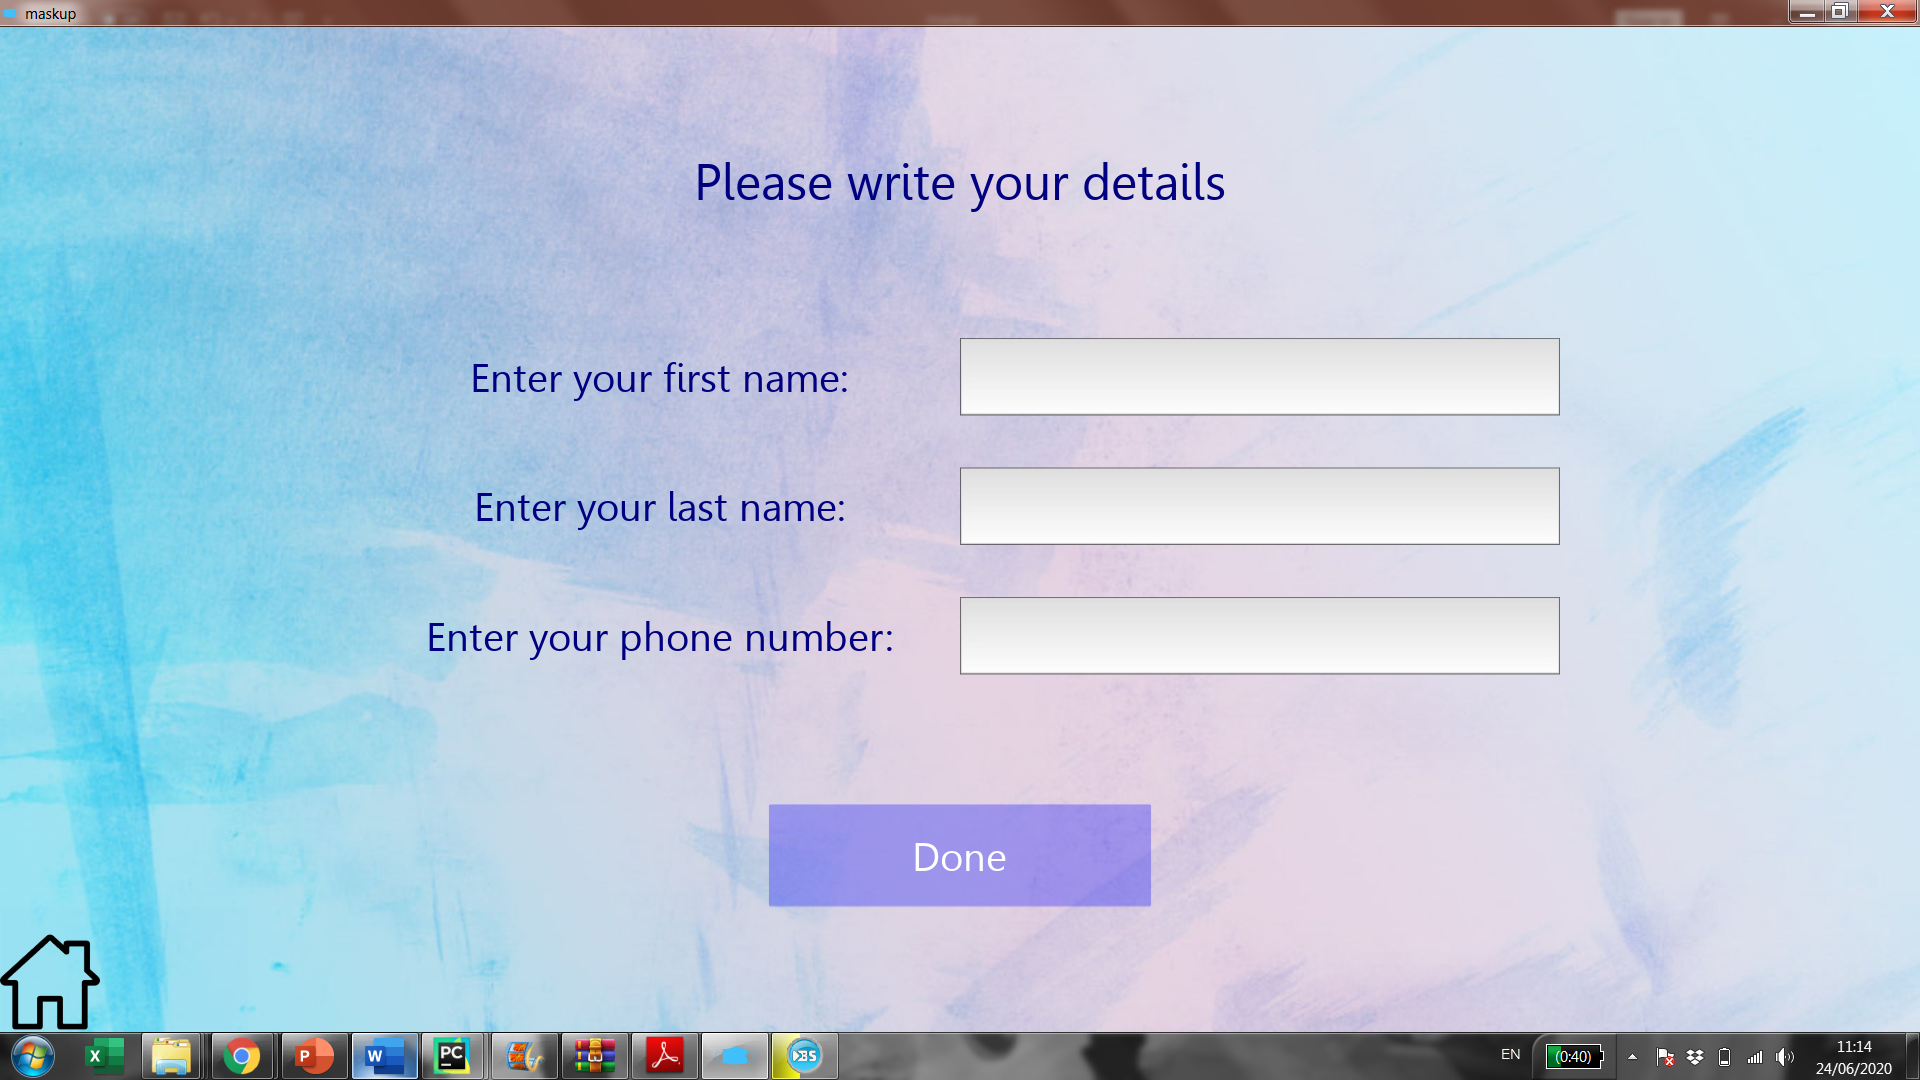 maskup
Please write your details
Enter your first name:
Enter your last name:
Enter your phone number:
Done
EN
(0:40)
11:14
24/06/2020